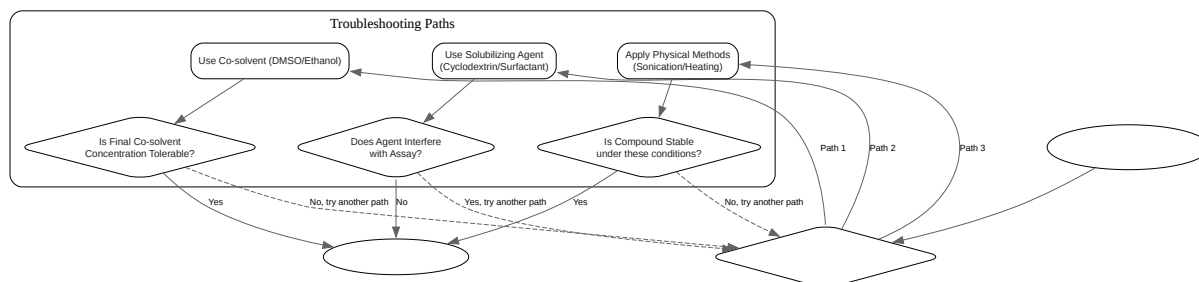 Troubleshooting Paths
Use Co-solvent (DMSO/Ethanol)
Use Solubilizing Agent
(Cyclodextrin/Surfactant)
Apply Physical Methods
(Sonication/Heating)
Is Final Co-solvent
Concentration Tolerable?
Does Agent Interfere
with Assay?
Is Compound Stable
under these conditions?
Path 1
Path 2
Path 3
Yes
No, try another path
No
Yes, try another path
Yes
No, try another path